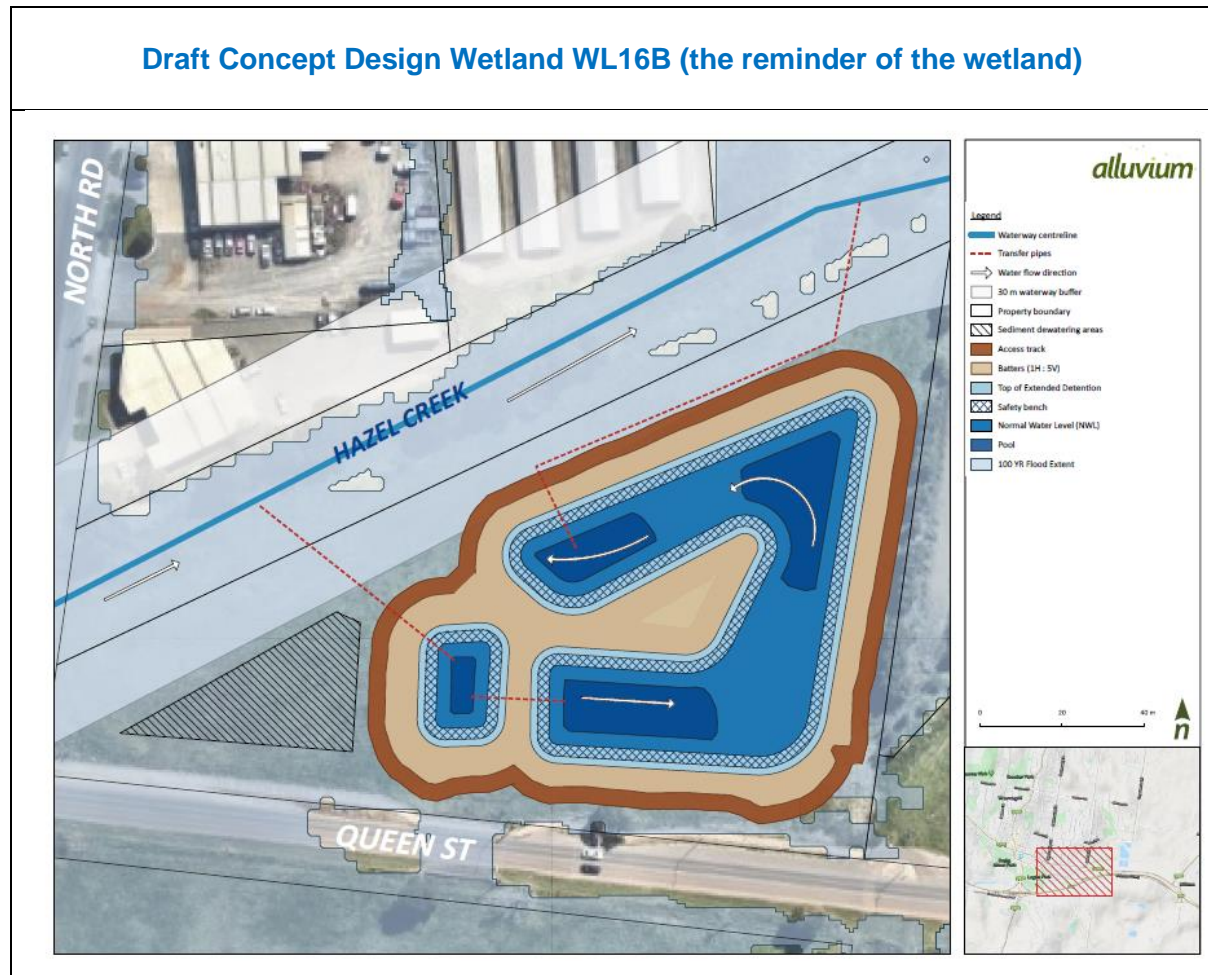 Draft Concept Design Wetland WL16B (the reminder of the wetland)
NORTH RD
HAZEL CREEK
QUEEN ST
alluvium
Legend
Waterway centreline
Transfer pipes
Water flow direction
30 m waterway buffer
Property boundary
Sediment dewatering areas
Access track
Batters (1H : 5V)
Top of Extended Detention
Safety bench
Normal Water Level (NWL)
Pool
100 YR Flood Extent
0 20 40 m
n